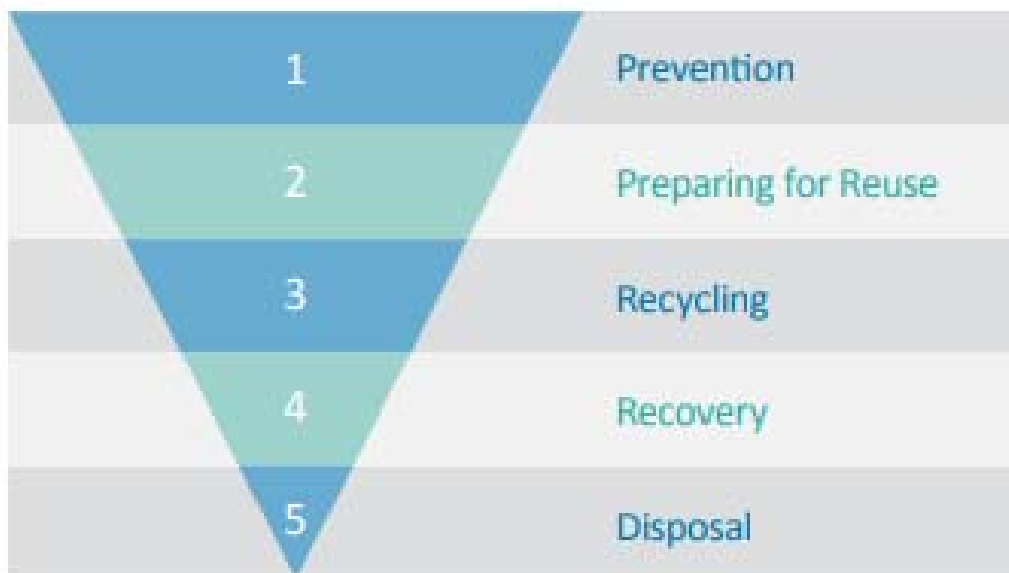 1 Prevention
2 Preparing for Reuse
3 Recycling
4 Recovery
5 Disposal